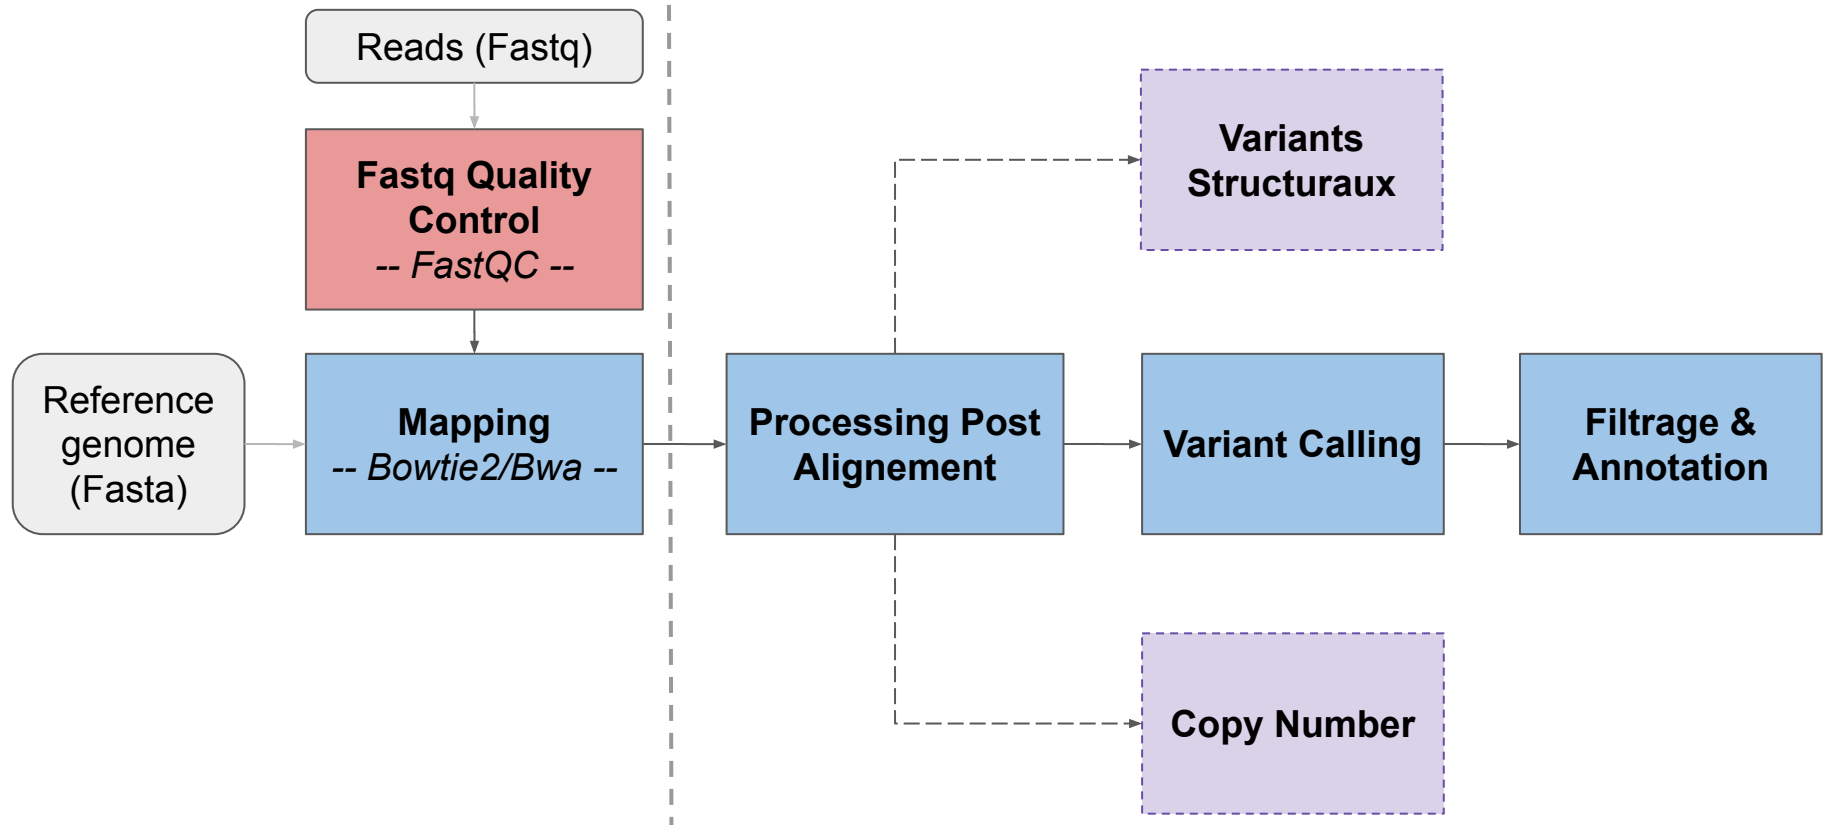 Reads (Fastq)
Fastq Quality
Control
-- FastQC --
Reference
genome
(Fasta)
Mapping
-- Bowtie2/Bwa --
Processing Post
Alignement
Variants
Structuraux
Variant Calling
Filtrage &
Annotation
Copy Number